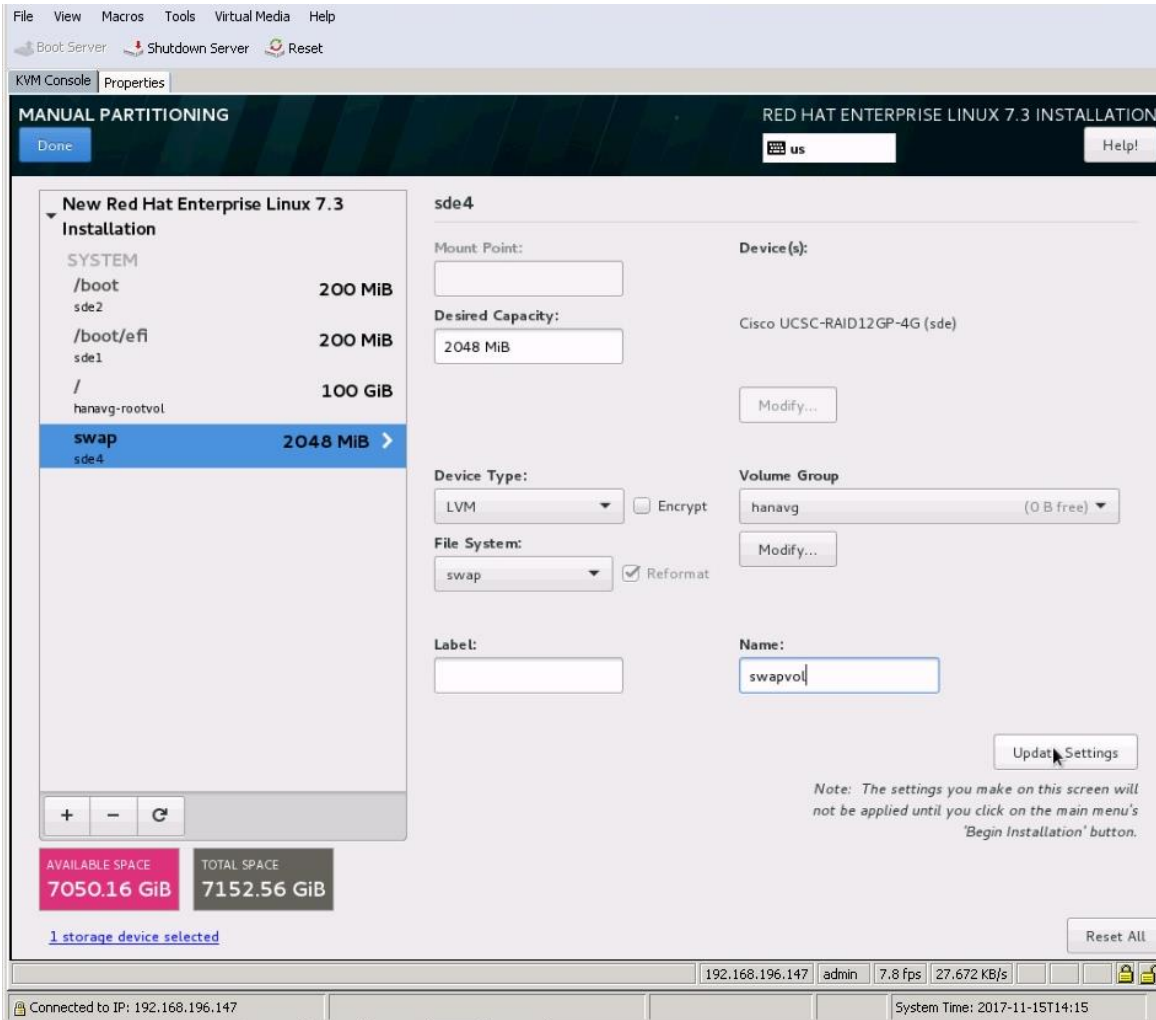 File View Macros Tools Virtual Media Help
Boot Server Shutdown Server Reset
KVM Console Properties
MANUAL PARTITIONING
RED HAT ENTERPRISE LINUX 7.3 INSTALLATION
Done
us
Help!
New Red Hat Enterprise Linux 7.3
Installation
SYSTEM
/boot 200 MiB
sde2
/boot/efi 200 MiB
sde1
/ 100 GiB
hanavg-rootvol
swap 2048 MiB
sde4
+ −
AVAILABLE SPACE
7050.16 GiB
TOTAL SPACE
7152.56 GiB
1 storage device selected
sde4
Mount Point:
Device(s):
Desired Capacity:
2048 MiB
Cisco UCSC-RAID12GP-4G (sde)
Modify...
Device Type:
LVM
Encrypt
Volume Group
hanavg (0 B free)
File System:
swap
Reformat
Modify...
Label:
Name:
swapvol
Update Settings
Note: The settings you make on this screen will
not be applied until you click on the main menu's
'Begin Installation' button.
Reset All
192.168.196.147 admin 7.8 fps 27.672 KB/s
Connected to IP: 192.168.196.147
System Time: 2017-11-15T14:15